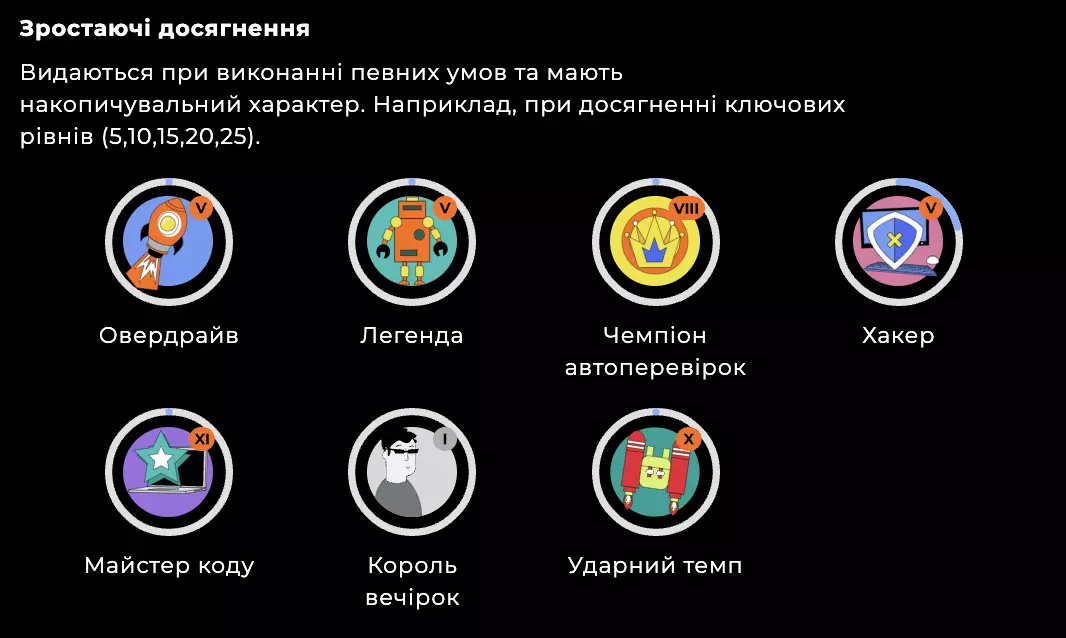 Зростаючі досягнення
Видаються при виконанні певних умов та мають
накопичувальний характер. Наприклад, при досягненні ключових
рівнів (5,10,15,20,25).
V
V
VIII
V
Овердрайв
Легенда
Чемпіон
автоперевірок
Хакер
XI
I
X
Майстер коду
Король
вечірок
Ударний темп